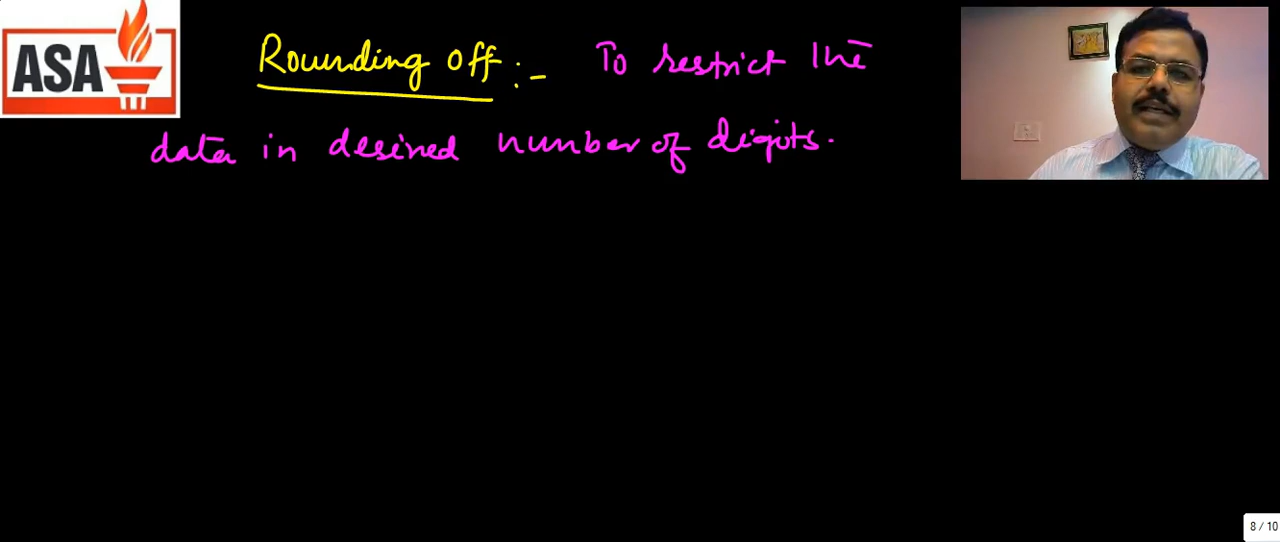 ASA
Rounding off :- To restrict the
data in desired number of digits.
8 / 10